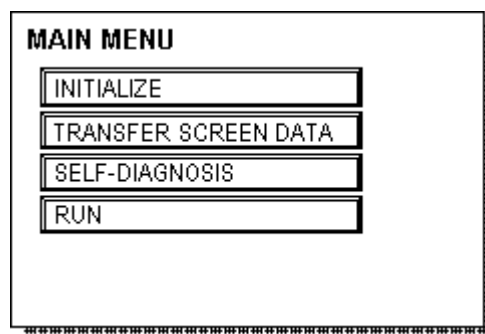 MAIN MENU
INITIALIZE
TRANSFER SCREEN DATA
SELF-DIAGNOSIS
RUN